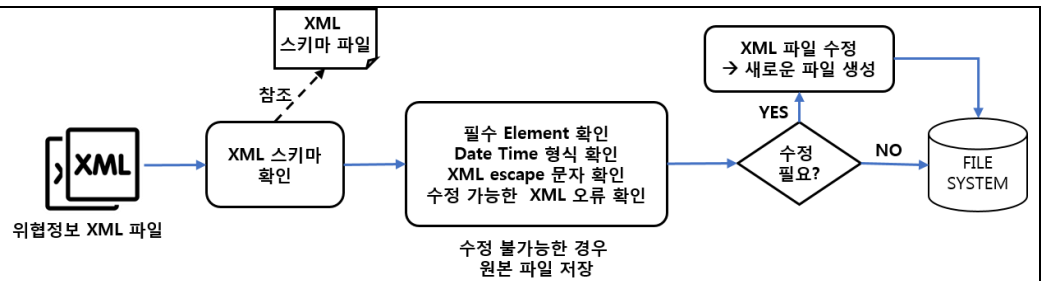 XML
스키마 파일
참조
XML
위협정보 XML 파일
XML 스키마
확인
필수 Element 확인
Date Time 형식 확인
XML escape 문자 확인
수정 가능한 XML 오류 확인
수정 불가능한 경우
원본 파일 저장
XML 파일 수정
→ 새로운 파일 생성
YES
수정
필요?
NO
FILE
SYSTEM